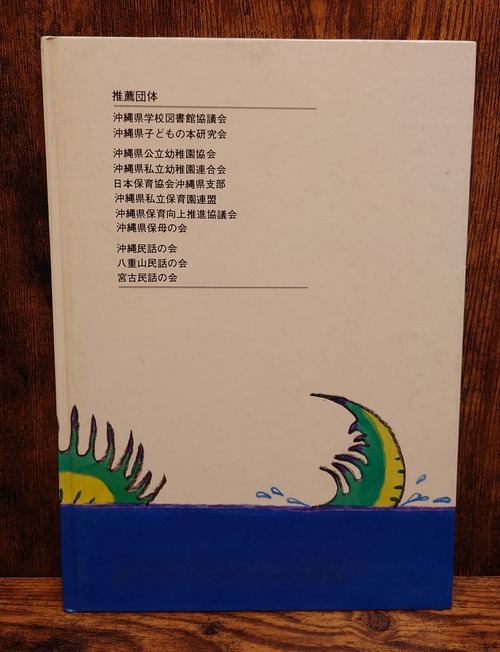 推薦団体
沖縄県学校図書館協議会
沖縄県子どもの本研究会
沖縄県公立幼稚園協会
沖縄県私立幼稚園連合会
日本保育協会沖縄県支部
沖縄県私立保育園連盟
沖縄県保育向上推進協議会
沖縄県保母の会
沖縄民話の会
八重山民話の会
宮古民話の会